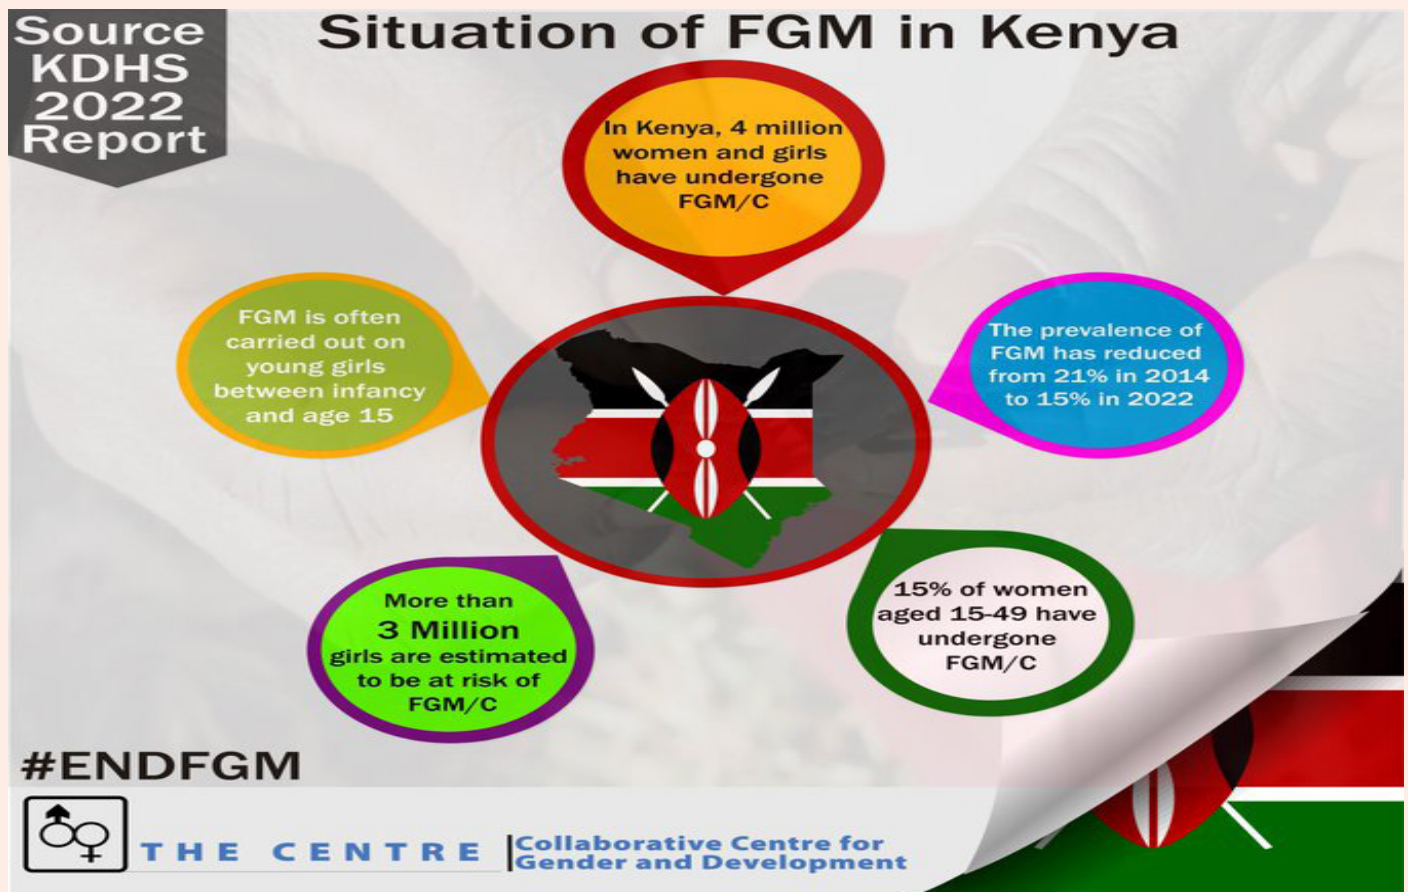 Source
KDHS
2022
Report
Situation of FGM in Kenya
In Kenya, 4 million
women and girls
have undergone
FGM/C
FGM is often
carried out on
young girls
between infancy
and age 15
The prevalence of
FGM has reduced
from 21% in 2014
to 15% in 2022
More than
3 Million
girls are estimated
to be at risk of
FGM/C
15% of women
aged 15-49 have
undergone
FGM/C
#ENDFGM
THE CENTRE
Collaborative Centre for
Gender and Development